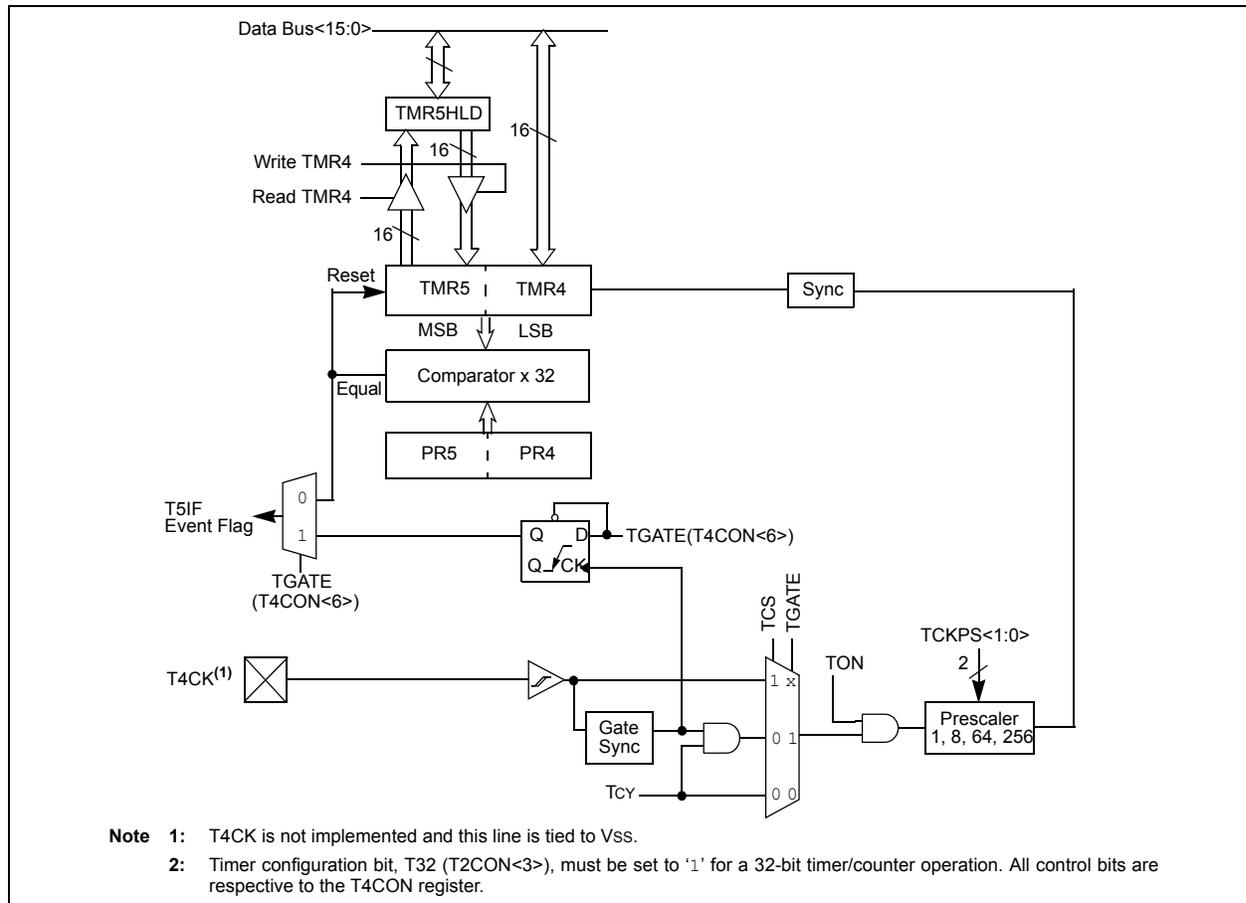 Data Bus<15:0>
TMR5HLD
16
16
Write TMR4
Read TMR4
16
Reset
TMR5
TMR4
Sync
MSB
LSB
Equal
Comparator x 32
PR5
PR4
0
T5IF
Event Flag
1
Q
D
TGATE(T4CON<6>)
Q
CK
TGATE
(T4CON<6>)
TCS
TGATE
TCKPS<1:0>
2
TON
T4CK(1)
1 x
Gate
Sync
0 1
Prescaler
1, 8, 64, 256
TCY
0 0
Note 1: T4CK is not implemented and this line is tied to VSS.
2: Timer configuration bit, T32 (T2CON<3>), must be set to ‘1’ for a 32-bit timer/counter operation. All control bits are
respective to the T4CON register.